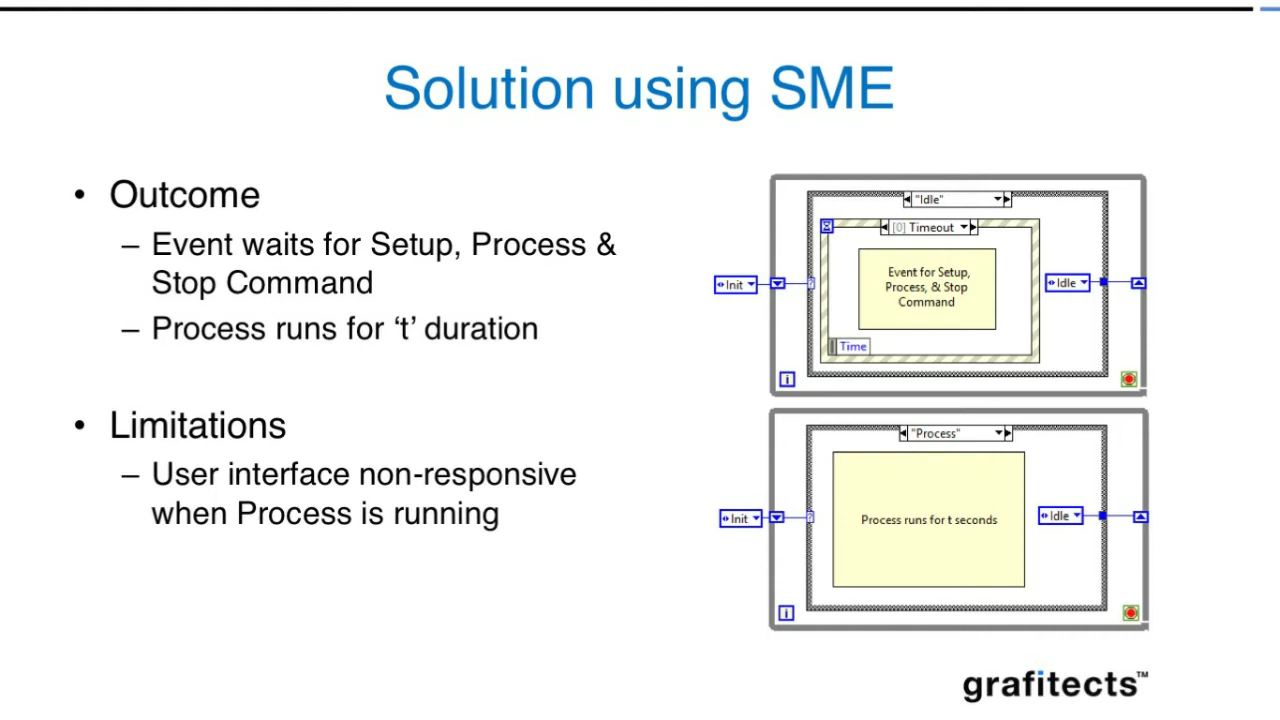 Solution using SME
• Outcome
– Event waits for Setup, Process &
Stop Command
– Process runs for ‘t’ duration
• Limitations
– User interface non-responsive
when Process is running
"Idle"
[0] Timeout
Event for Setup,
Process, & Stop
Command
Init
Idle
?
Time
i
"Process"
Process runs for t seconds
Init
Idle
?
i
grafitects™